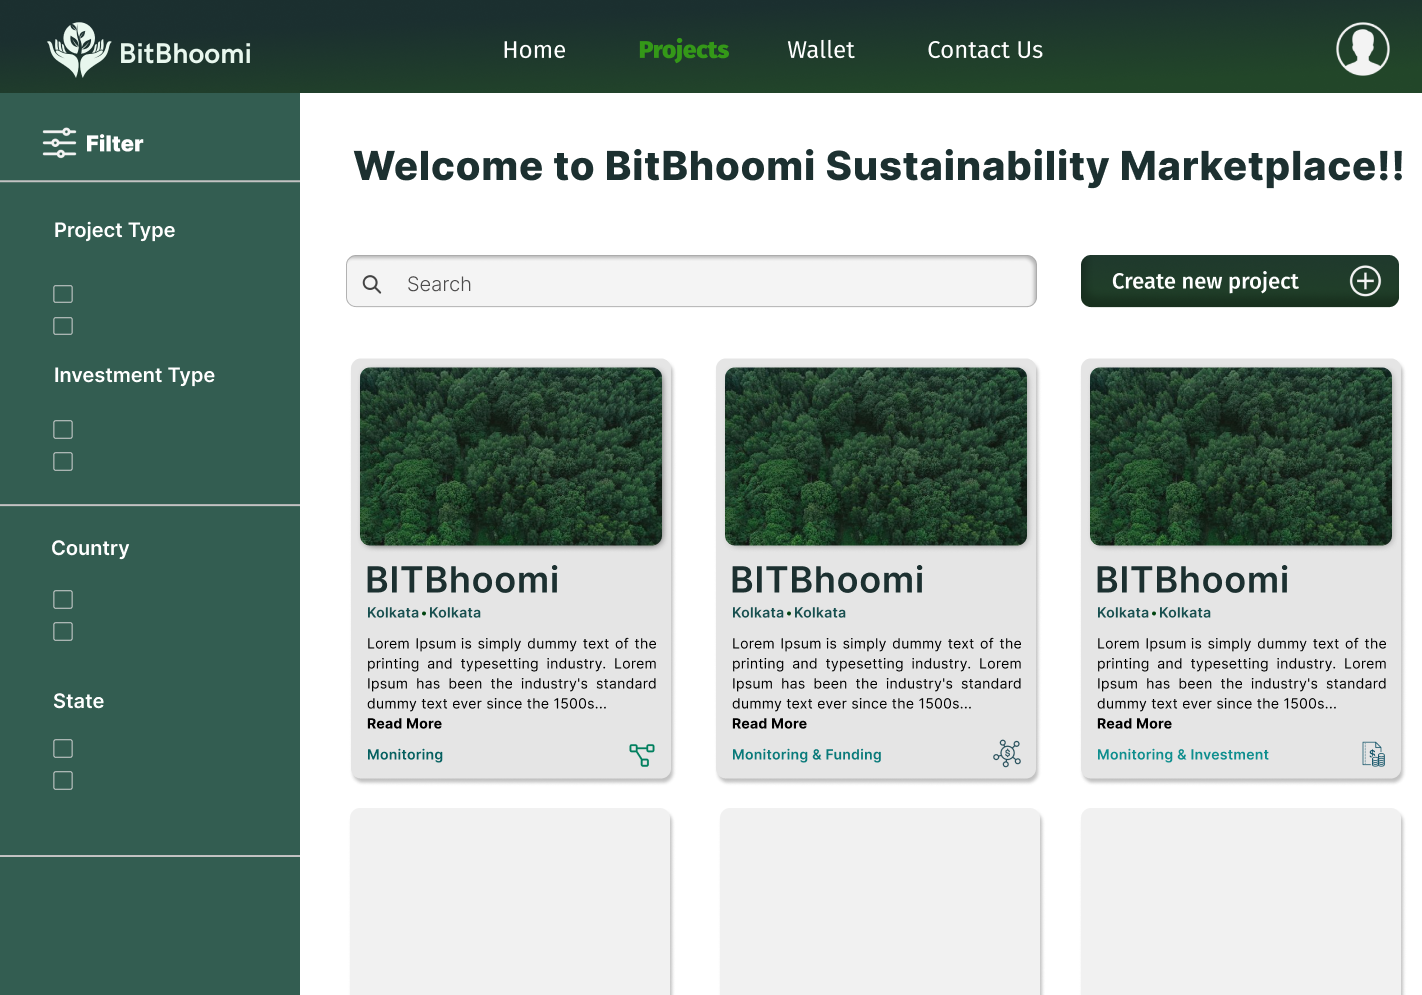 BitBhoomi
Home
Projects
Wallet
Contact Us
Filter
Project Type
Investment Type
Country
State
Welcome to BitBhoomi Sustainability Marketplace!!
Search
Create new project
BITBhoomi
Kolkata•Kolkata
Lorem Ipsum is simply dummy text of the
printing and typesetting industry. Lorem
Ipsum has been the industry's standard
dummy text ever since the 1500s...
Read More
Monitoring
BITBhoomi
Kolkata•Kolkata
Lorem Ipsum is simply dummy text of the
printing and typesetting industry. Lorem
Ipsum has been the industry's standard
dummy text ever since the 1500s...
Read More
Monitoring & Funding
BITBhoomi
Kolkata•Kolkata
Lorem Ipsum is simply dummy text of the
printing and typesetting industry. Lorem
Ipsum has been the industry's standard
dummy text ever since the 1500s...
Read More
Monitoring & Investment